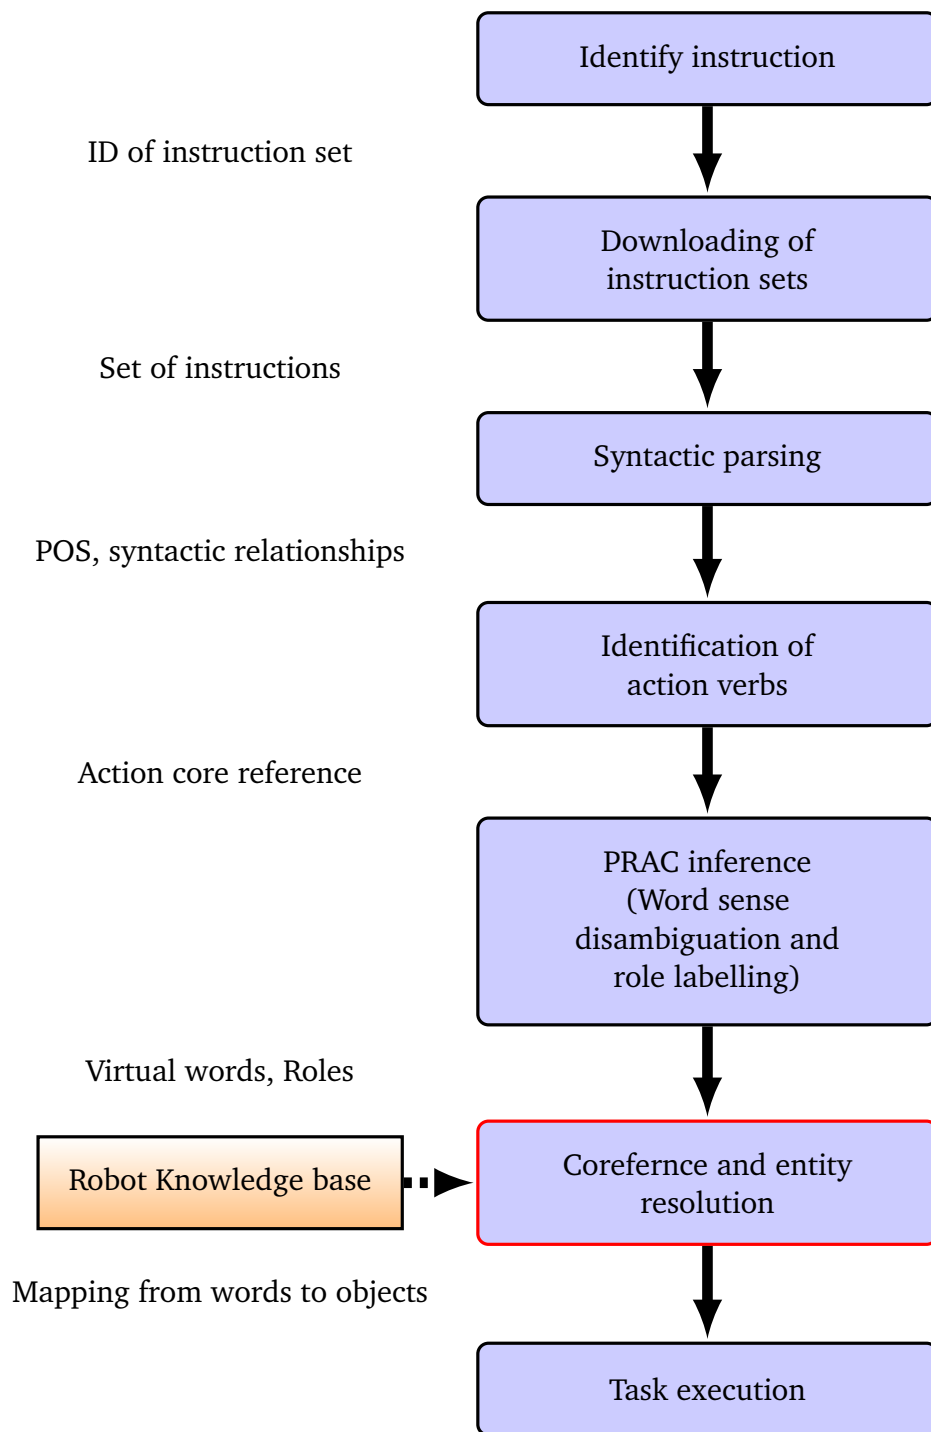 Identify instruction
ID of instruction set
Downloading of
instruction sets
Set of instructions
Syntactic parsing
POS, syntactic relationships
Identification of
action verbs
Action core reference
PRAC inference
(Word sense
disambiguation and
role labelling)
Virtual words, Roles
Robot Knowledge base
Corefernce and entity
resolution
Mapping from words to objects
Task execution